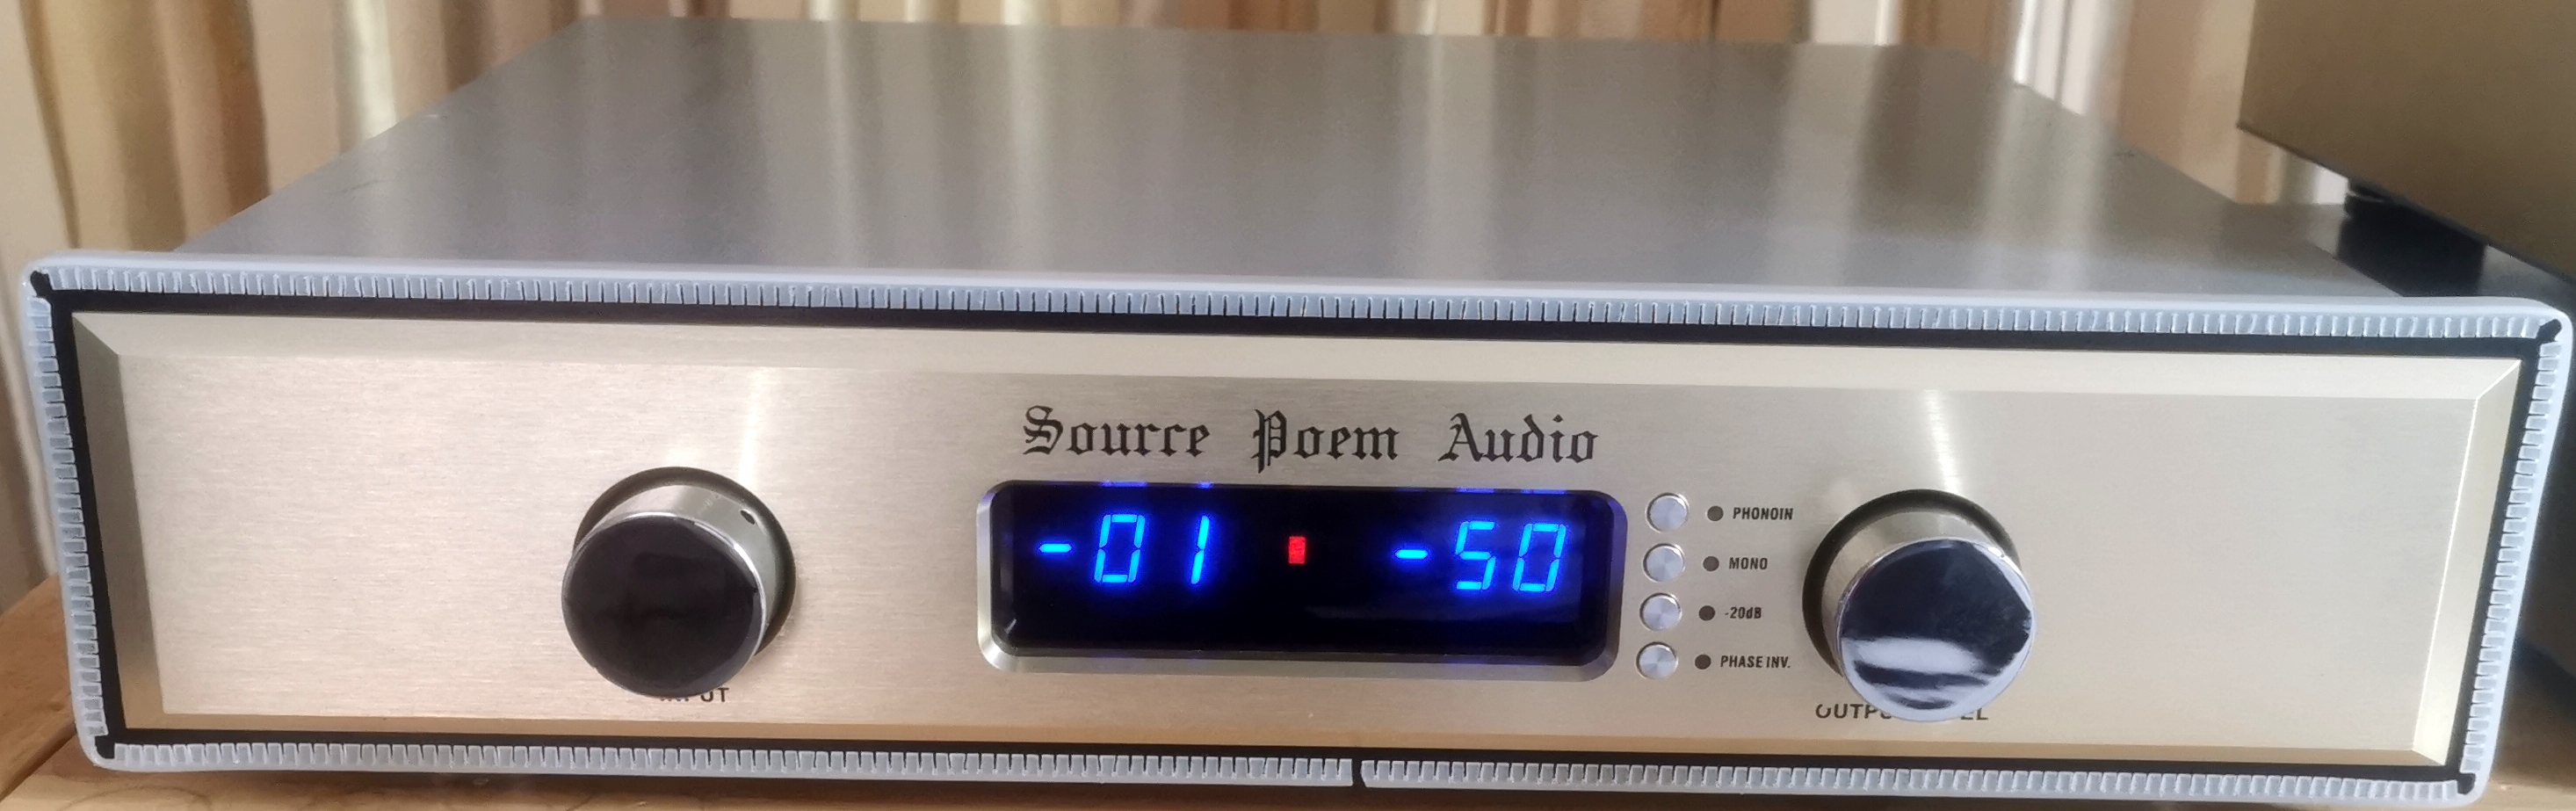 Source Poem Audio
-01 -50
PHONOIN
MONO
-20dB
PHASE INV.